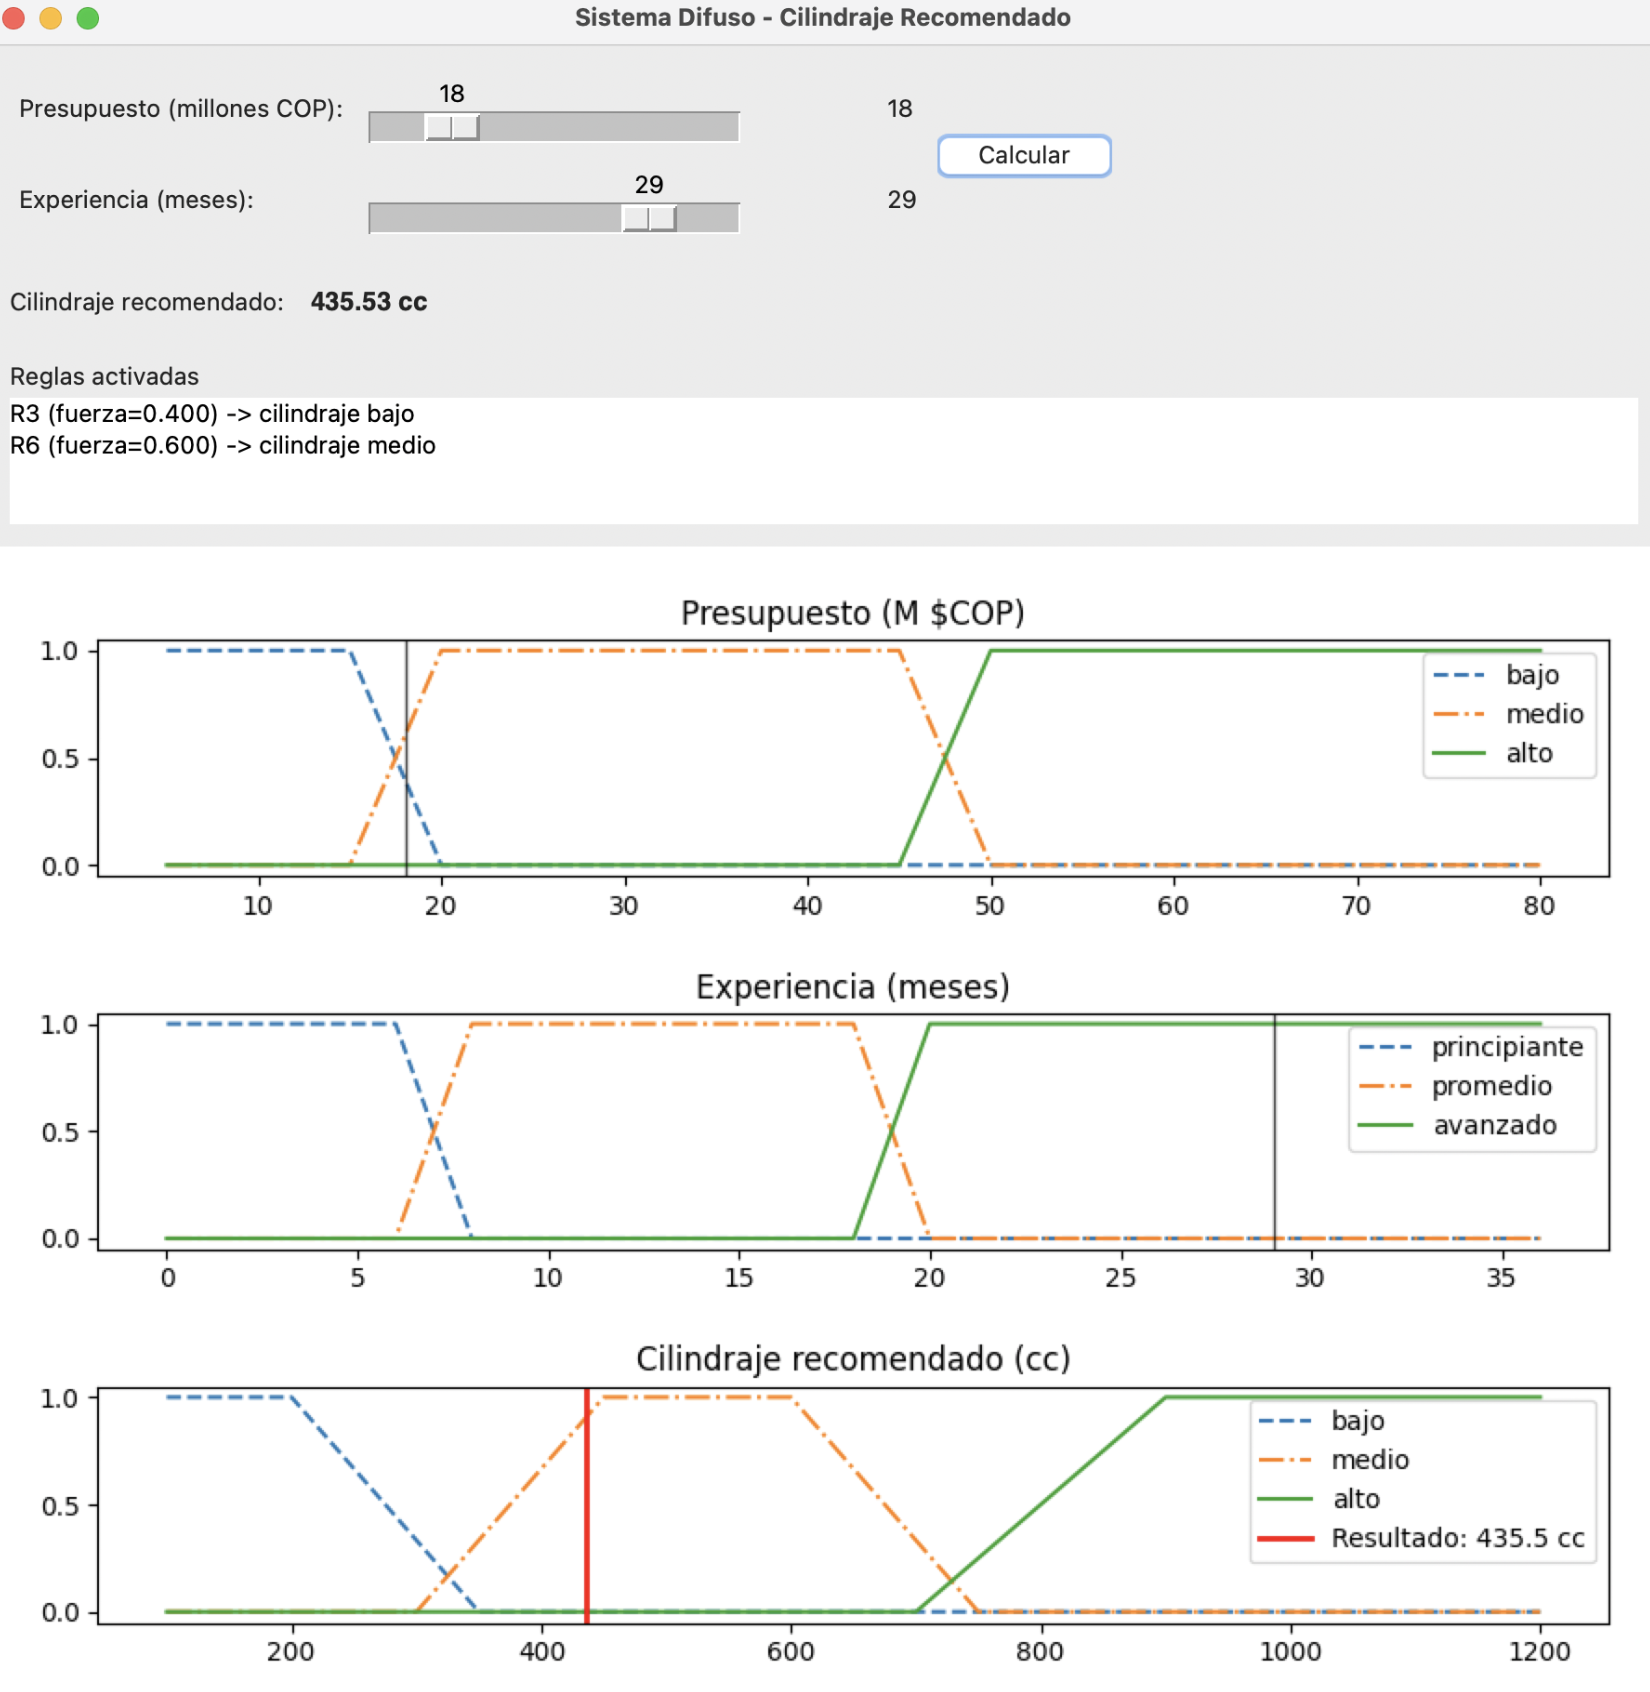 Sistema Difuso - Cilindraje Recomendado
18
Presupuesto (millones COP):
18
Calcular
29
Experiencia (meses):
29
Cilindraje recomendado: 435.53 cc
Reglas activadas
R3 (fuerza=0.400) -> cilindraje bajo
R6 (fuerza=0.600) -> cilindraje medio
Presupuesto (M $COP)
1.0
0.5
0.0
bajo
medio
alto
10 20 30 40 50 60 70 80
Experiencia (meses)
1.0
0.5
0.0
principiante
promedio
avanzado
0 5 10 15 20 25 30 35
Cilindraje recomendado (cc)
1.0
0.5
0.0
bajo
medio
alto
Resultado: 435.5 cc
200 400 600 800 1000 1200